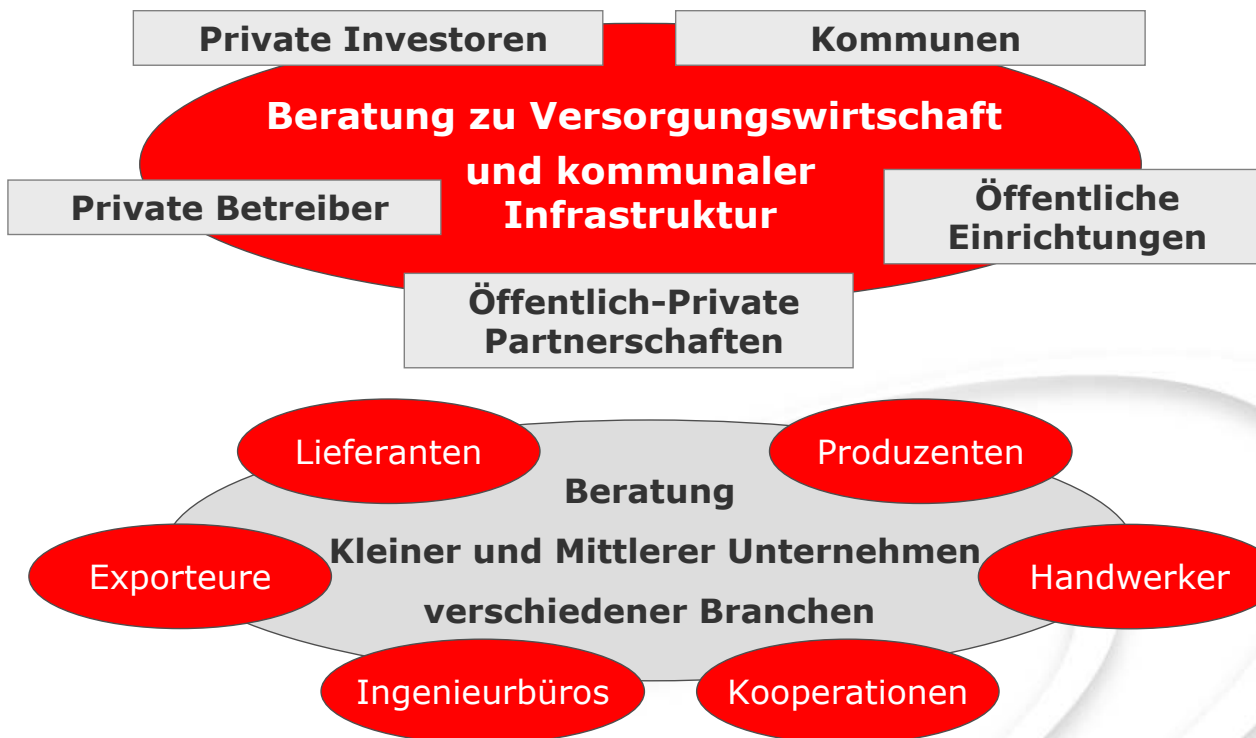 Private Investoren
Kommunen
Beratung zu Versorgungswirtschaft
und kommunaler
Infrastruktur
Private Betreiber
Öffentliche
Einrichtungen
Öffentlich-Private
Partnerschaften
Lieferanten
Produzenten
Beratung
Kleiner und Mittlerer Unternehmen
verschiedener Branchen
Exporteure
Handwerker
Ingenieurbüros
Kooperationen